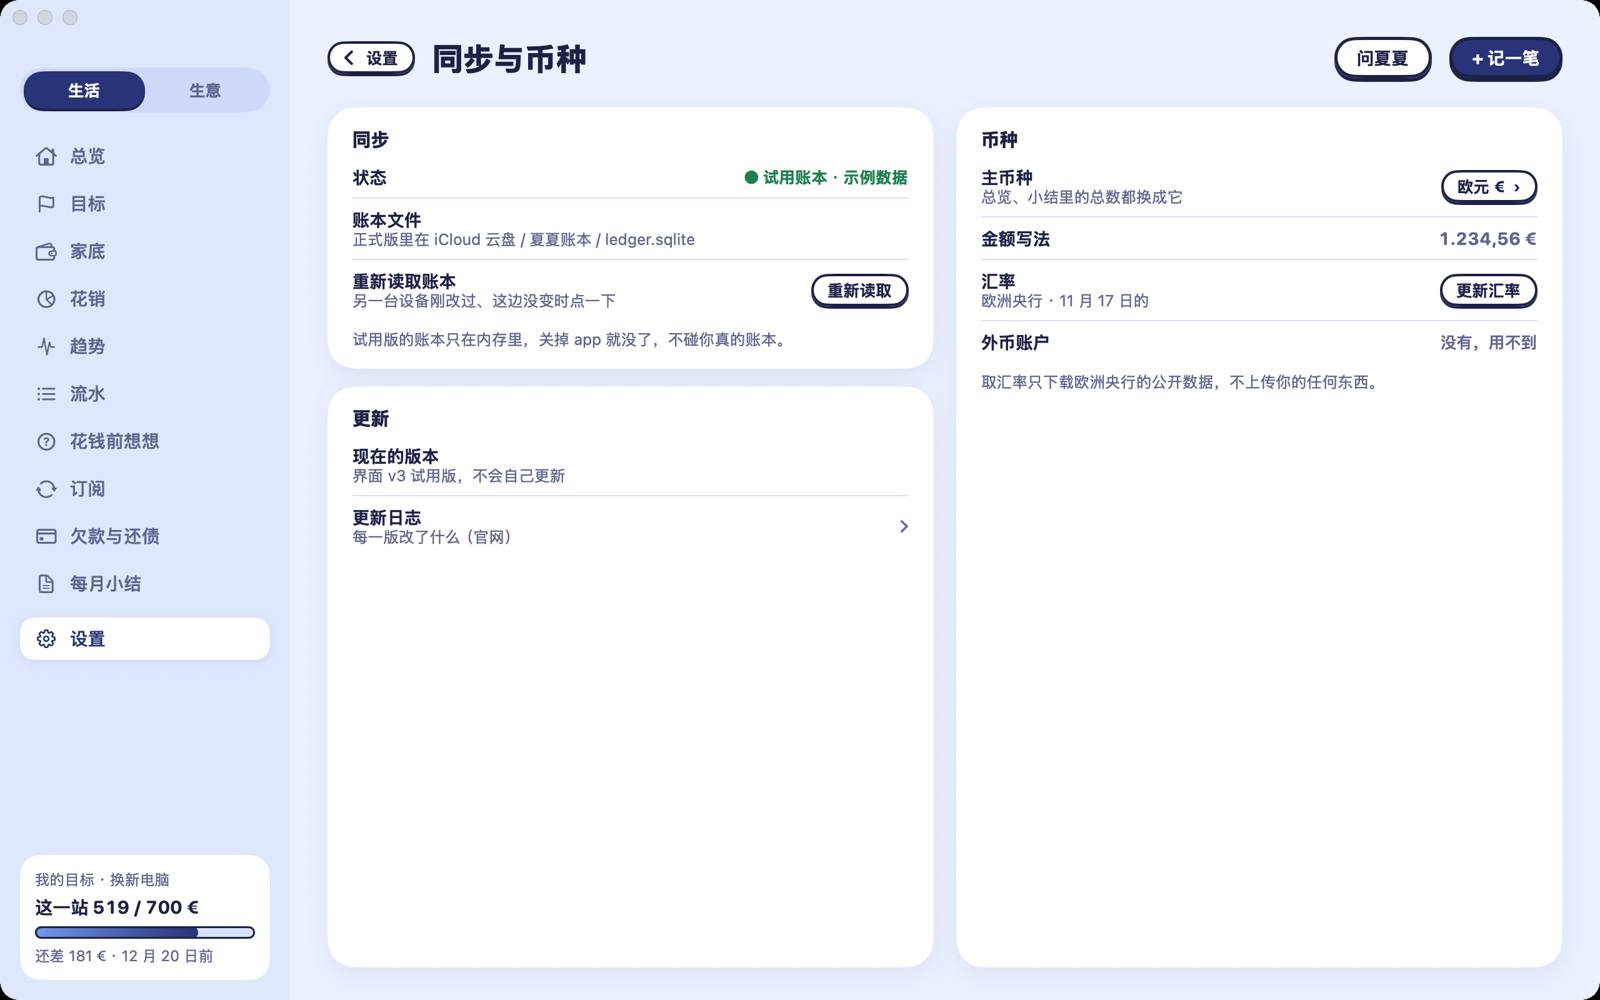 生活
生意
总览
目标
家底
花销
趋势
流水
花钱前想想
订阅
欠款与还债
每月小结
设置
我的目标 · 换新电脑
这一站 519 / 700 €
还差 181 € · 12 月 20 日前
设置
同步与币种
问夏夏
+ 记一笔
同步
状态
试用账本 · 示例数据
账本文件
正式版里在 iCloud 云盘 / 夏夏账本 / ledger.sqlite
重新读取账本
另一台设备刚改过、这边没变时点一下
重新读取
试用版的账本只在内存里，关掉 app 就没了，不碰你真的账本。
更新
现在的版本
界面 v3 试用版，不会自己更新
更新日志
每一版改了什么（官网）
币种
主币种
总览、小结里的总数都换成它
欧元 € ›
金额写法
1.234,56 €
汇率
欧洲央行 · 11 月 17 日的
更新汇率
外币账户
没有，用不到
取汇率只下载欧洲央行的公开数据，不上传你的任何东西。